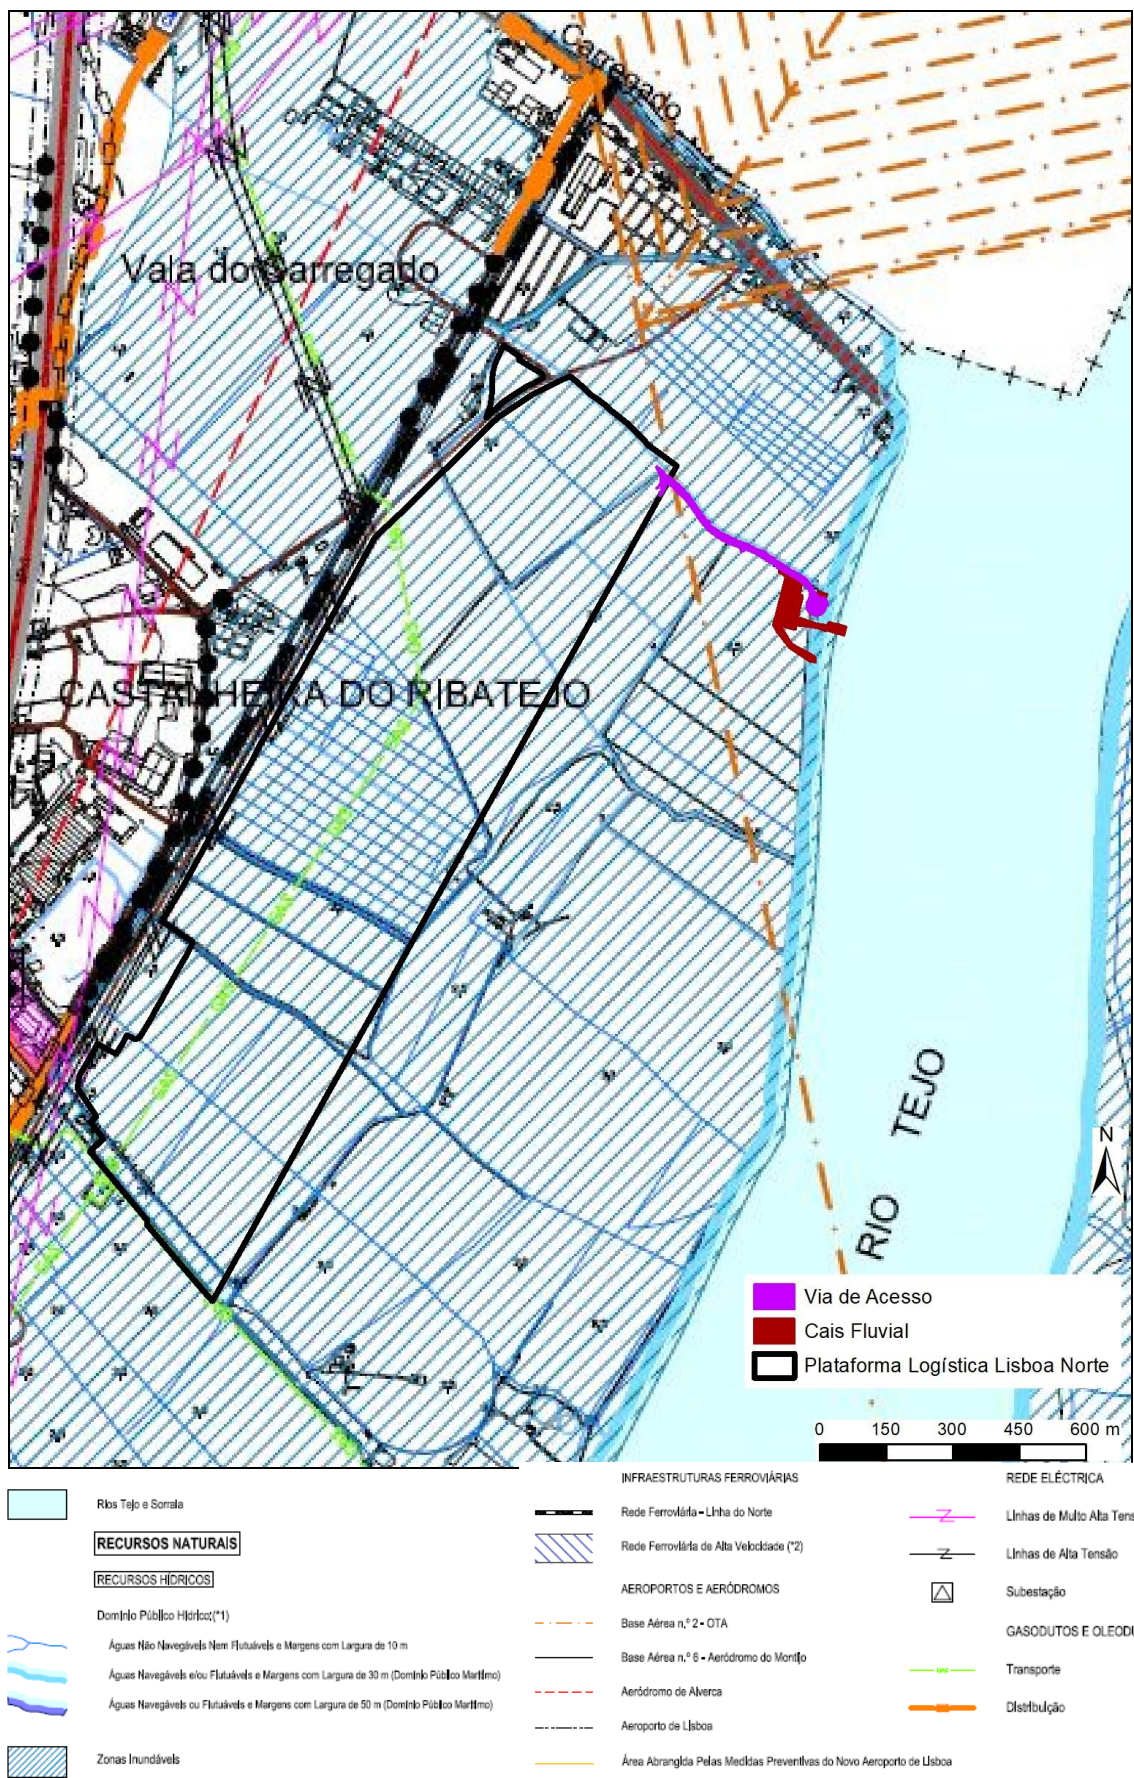 Carregado
Vala do Carregado
CASTANHEIRA DO RIBATEJO
RIO TEJO
N
Via de Acesso
Cais Fluvial
Plataforma Logística Lisboa Norte
0 150 300 450 600 m
Rios Tejo e Sorraia
RECURSOS NATURAIS
RECURSOS HÍDRICOS
Domínio Público Hídrico:(*1)
Águas Não Navegáveis Nem Flutuáveis e Margens com Largura de 10 m
Águas Navegáveis e/ou Flutuáveis e Margens com Largura de 30 m (Domínio Público Marítimo)
Águas Navegáveis ou Flutuáveis e Margens com Largura de 50 m (Domínio Público Marítimo)
Zonas Inundáveis
INFRAESTRUTURAS FERROVIÁRIAS
Rede Ferroviária - Linha do Norte
Rede Ferroviária de Alta Velocidade (*2)
AEROPORTOS E AERÓDROMOS
Base Aérea n.º 2 - OTA
Base Aérea n.º 6 - Aeródromo do Montijo
Aeródromo de Alverca
Aeroporto de Lisboa
Área Abrangida Pelas Medidas Preventivas do Novo Aeroporto de Lisboa
REDE ELÉCTRICA
Linhas de Muito Alta Tens
Linhas de Alta Tensão
Subestação
GASODUTOS E OLEODU
GAS Transporte
Distribuição